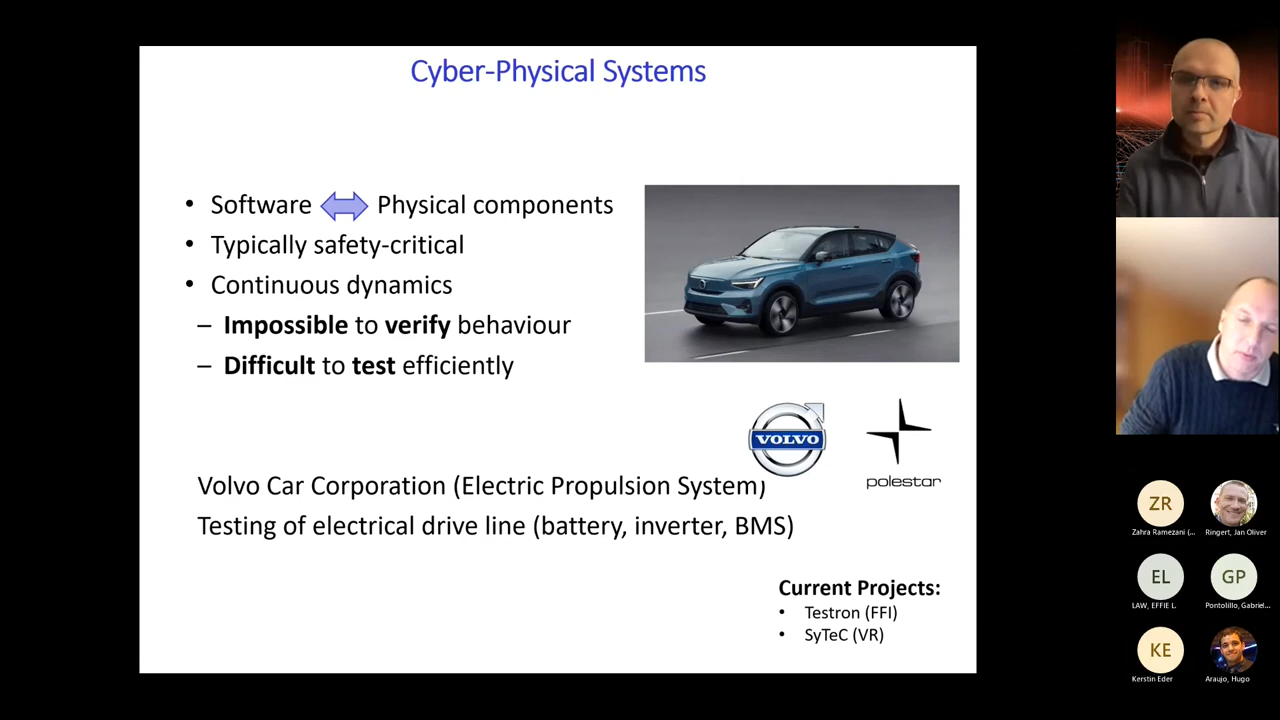 Cyber-Physical Systems
• Software Physical components
• Typically safety-critical
• Continuous dynamics
– Impossible to verify behaviour
– Difficult to test efficiently
VOLVO
polestar
Volvo Car Corporation (Electric Propulsion System)
Testing of electrical drive line (battery, inverter, BMS)
Current Projects:
• Testron (FFI)
• SyTeC (VR)
ZR
Zahra Ramezani (...
Ringert, Jan Oliver
EL
GP
LAW, EFFIE L.
Pontolillo, Gabriel...
KE
Kerstin Eder
Araujo, Hugo